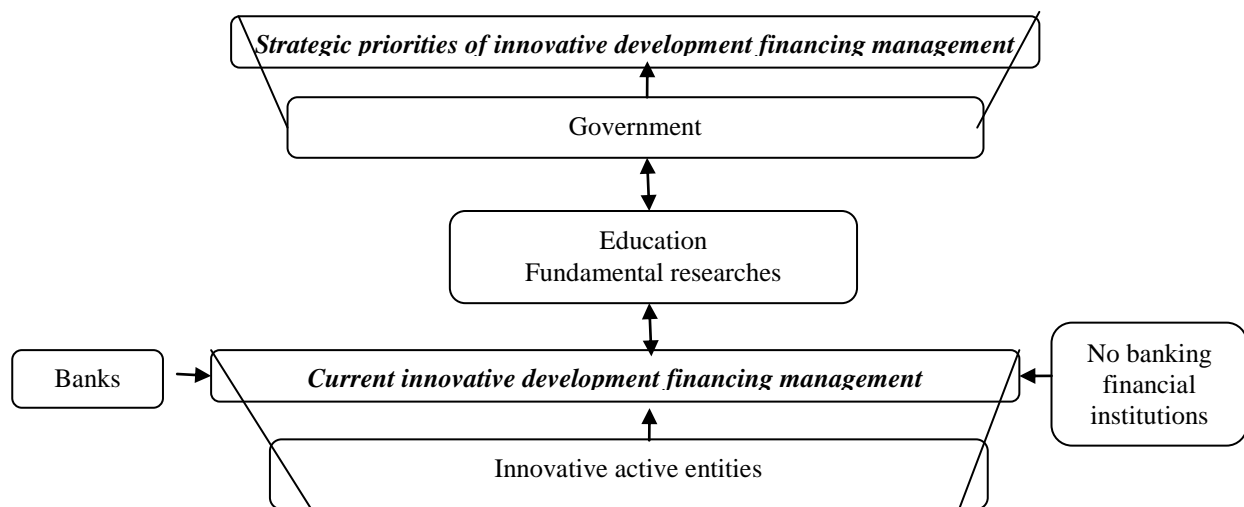 Strategic priorities of innovative development financing management
Government
Education
Fundamental researches
Banks
Current innovative development financing management
No banking
financial
institutions
Innovative active entities